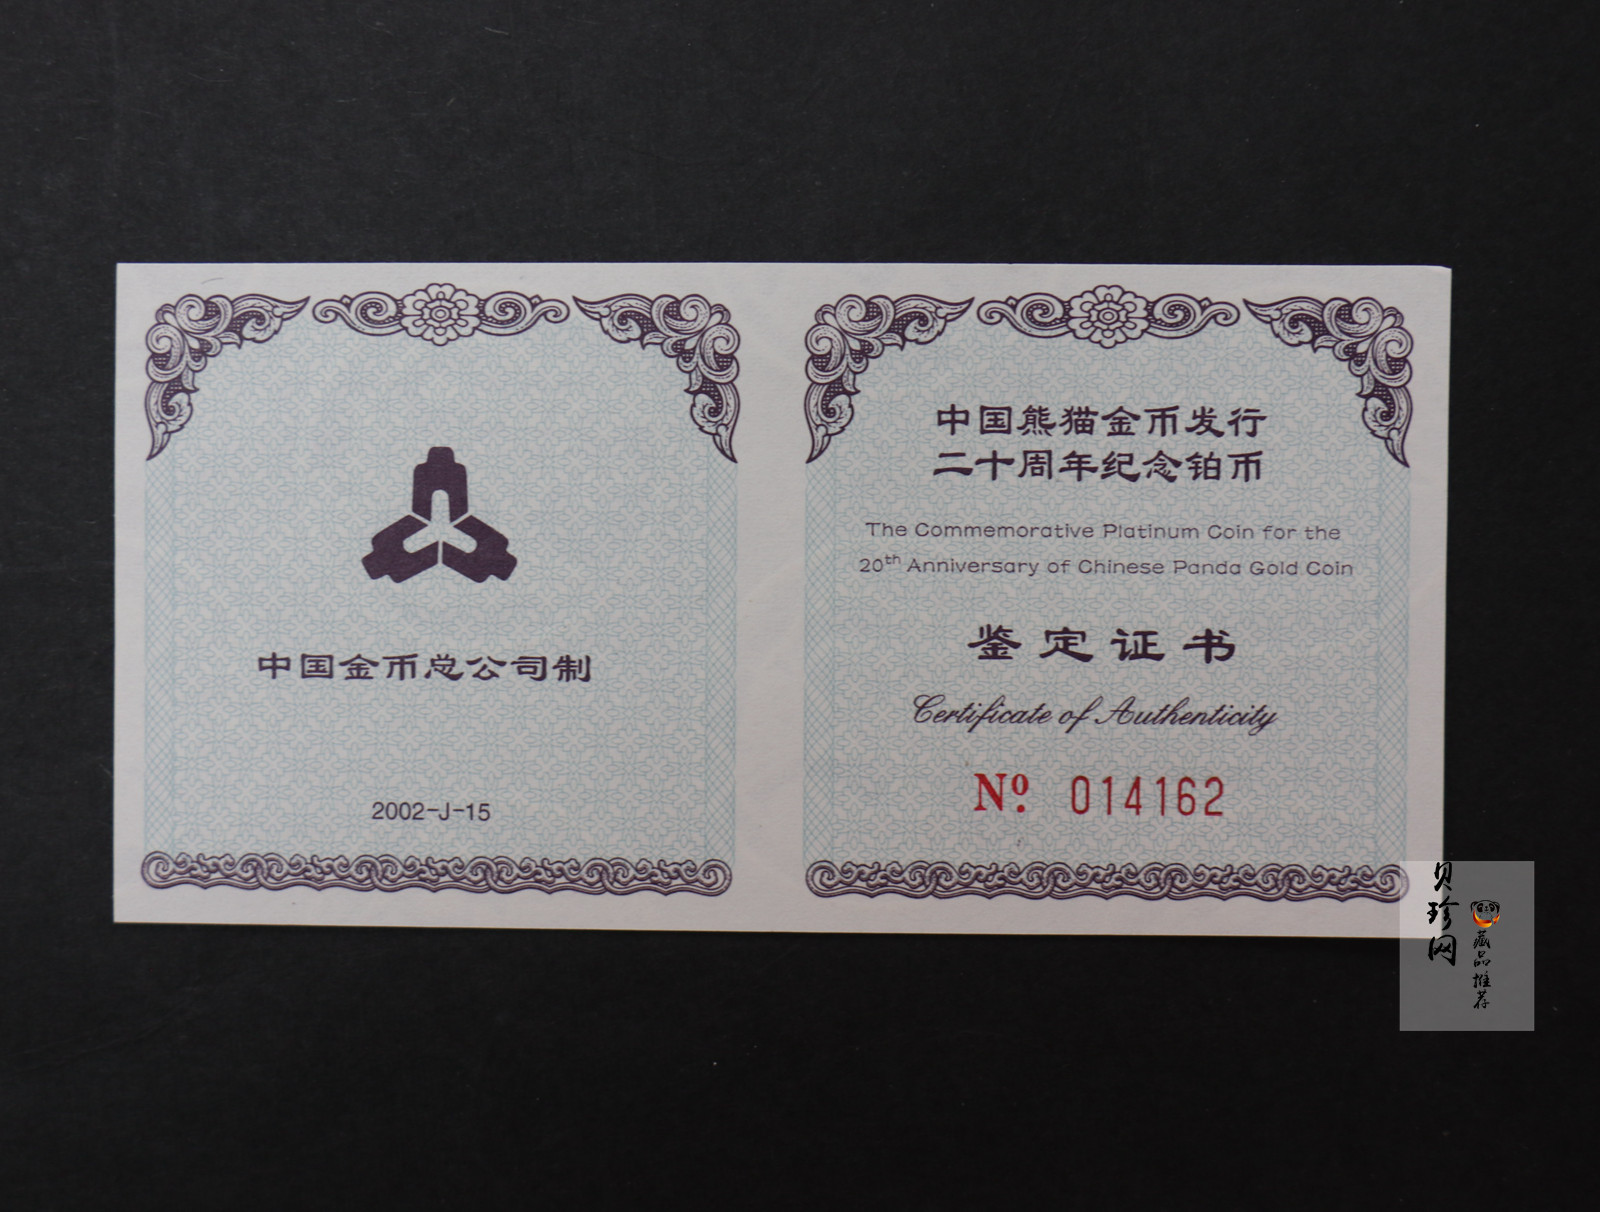 中国金币总公司制
2002-J-15
中国熊猫金币发行
二十周年纪念铂币
The Commemorative Platinum Coin for the
20th Anniversary of Chinese Panda Gold Coin
鉴定证书
Certificate of Authenticity
Nº 014162
贝珍网
藏品推荐